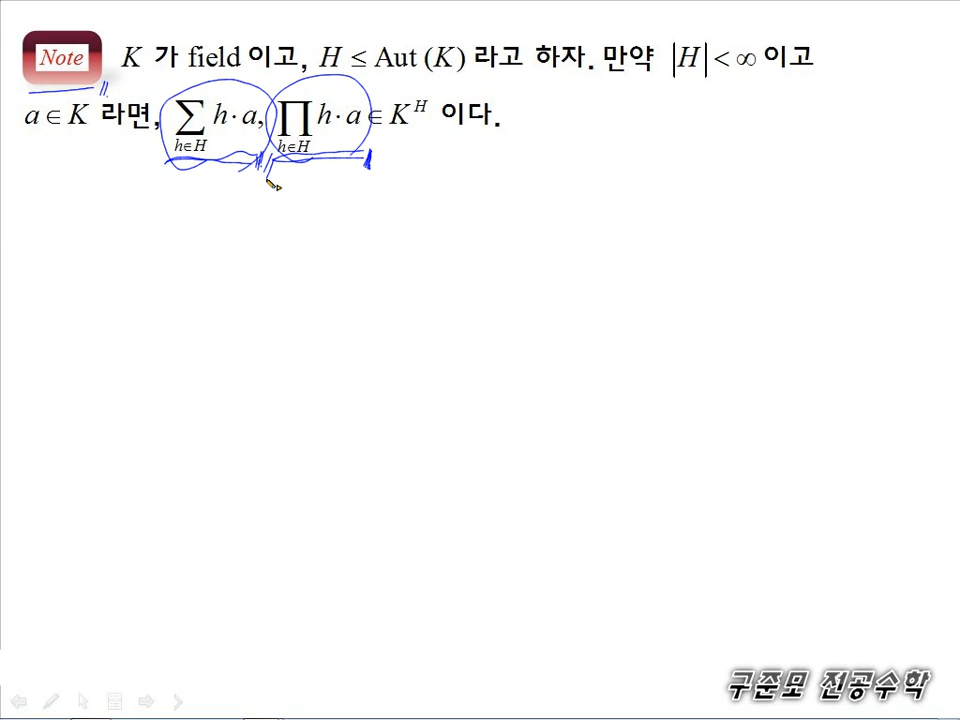 Note K 가 field 이고, H ≤ Aut (K) 라고 하자. 만약 |H| < ∞ 이고
a ∈ K 라면, ∑_{h∈H} h · a, ∏_{h∈H} h · a ∈ K^H 이다.
구준모 전공수학